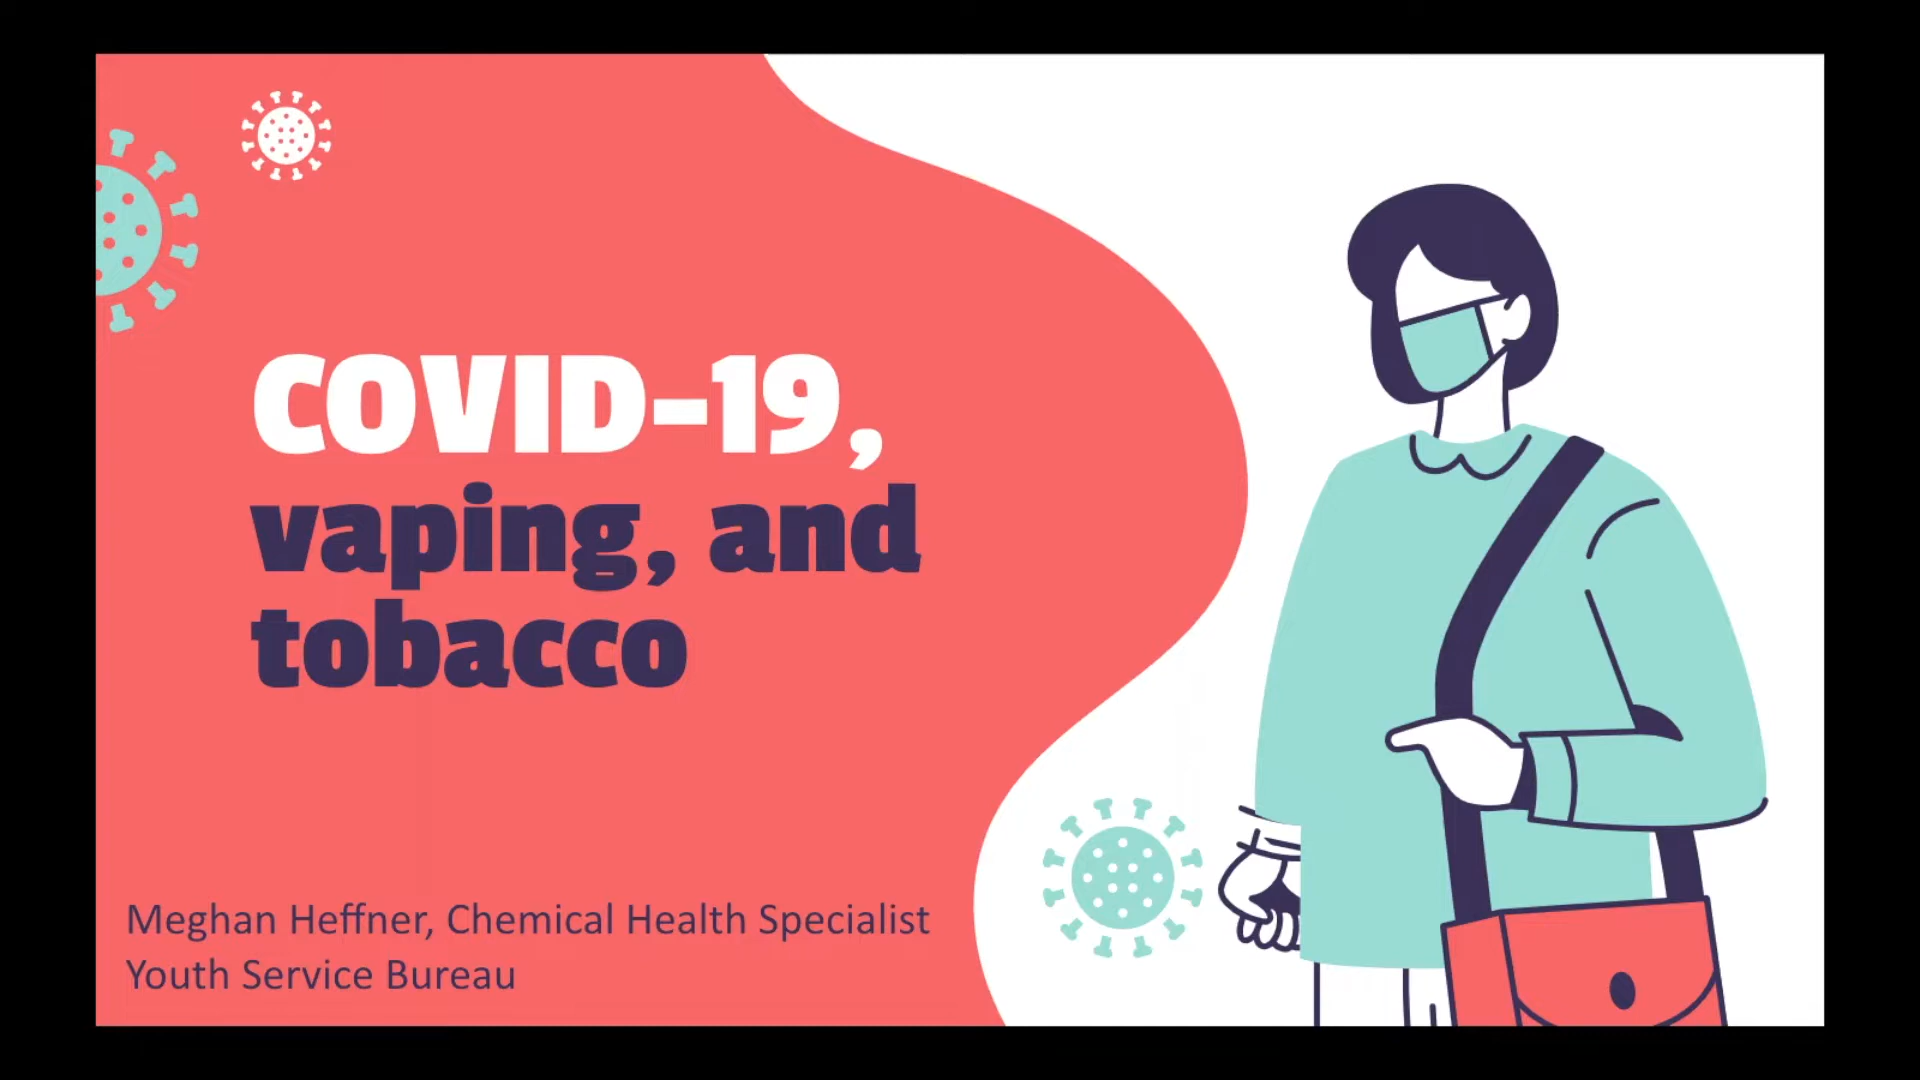 COVID-19,
vaping, and
tobacco
Meghan Heffner, Chemical Health Specialist
Youth Service Bureau